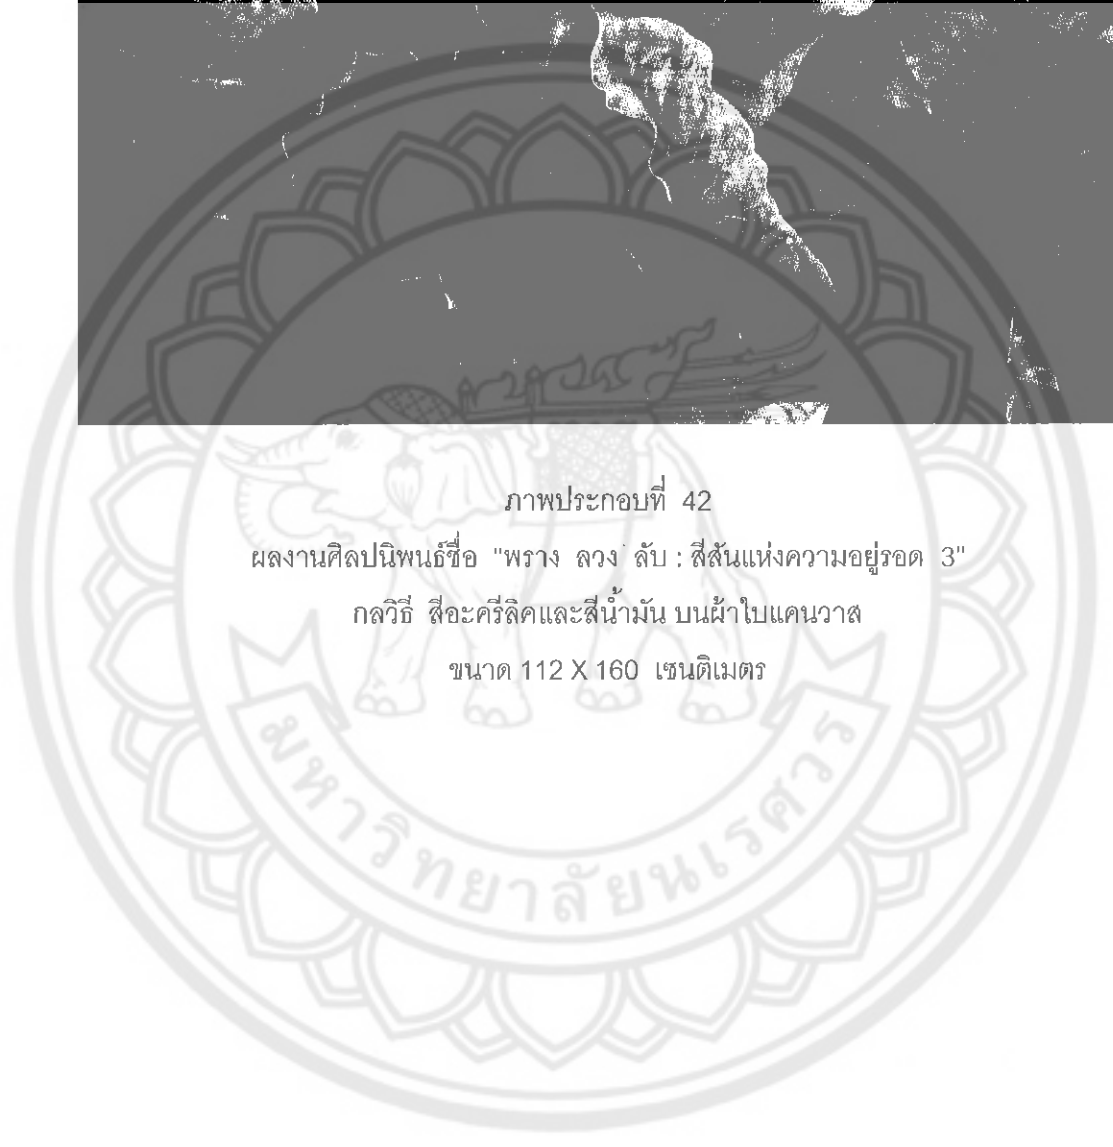 ภาพประกอบที่ 42
ผลงานศิลปนิพนธ์ชื่อ "พราง ลวง ลับ : สีสันแห่งความอยู่รอด 3"
กลวิธี สีอะครีลิคและสีน้ำมัน บนผ้าใบแคนวาส
ขนาด 112 X 160 เซนติเมตร
มหาวิทยาลัยนเรศวร